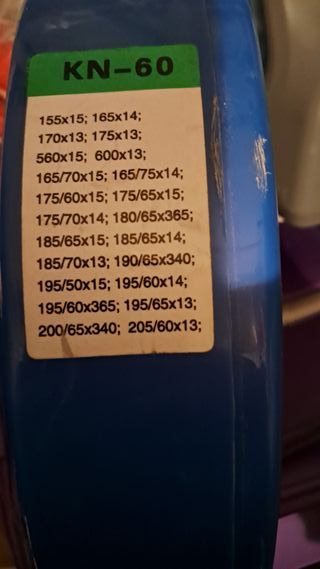 KN-60
155x15; 165x14;
170x13; 175x13;
560x15; 600x13;
165/70x15; 165/75x14;
175/60x15; 175/65x15;
175/70x14; 180/65x365;
185/65x15; 185/65x14;
185/70x13; 190/65x340;
195/50x15; 195/60x14;
195/60x365; 195/65x13;
200/65x340; 205/60x13;